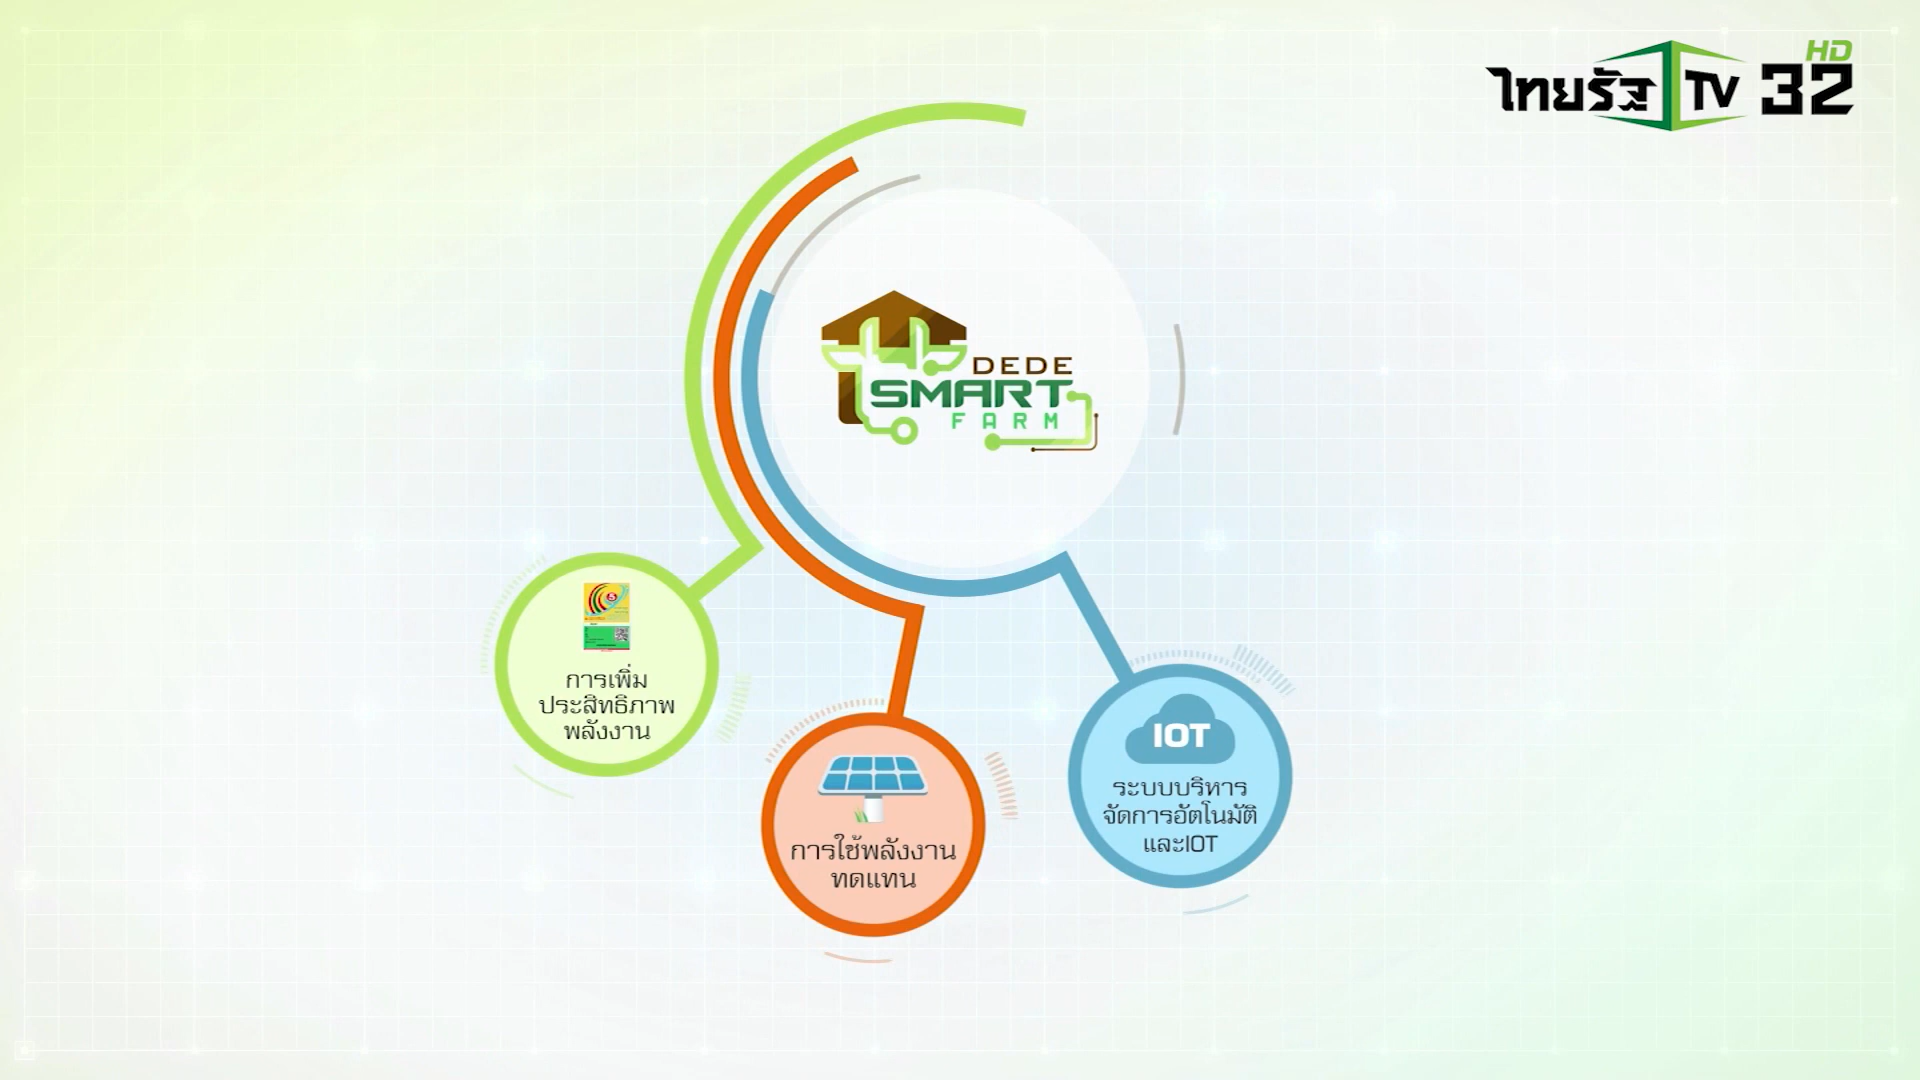 ไทยรัฐ TV 32 HD
DEDE
SMART
FARM
5
การเพิ่ม
ประสิทธิภาพ
พลังงาน
การใช้พลังงาน
ทดแทน
IOT
ระบบบริหาร
จัดการอัตโนมัติ
และIOT